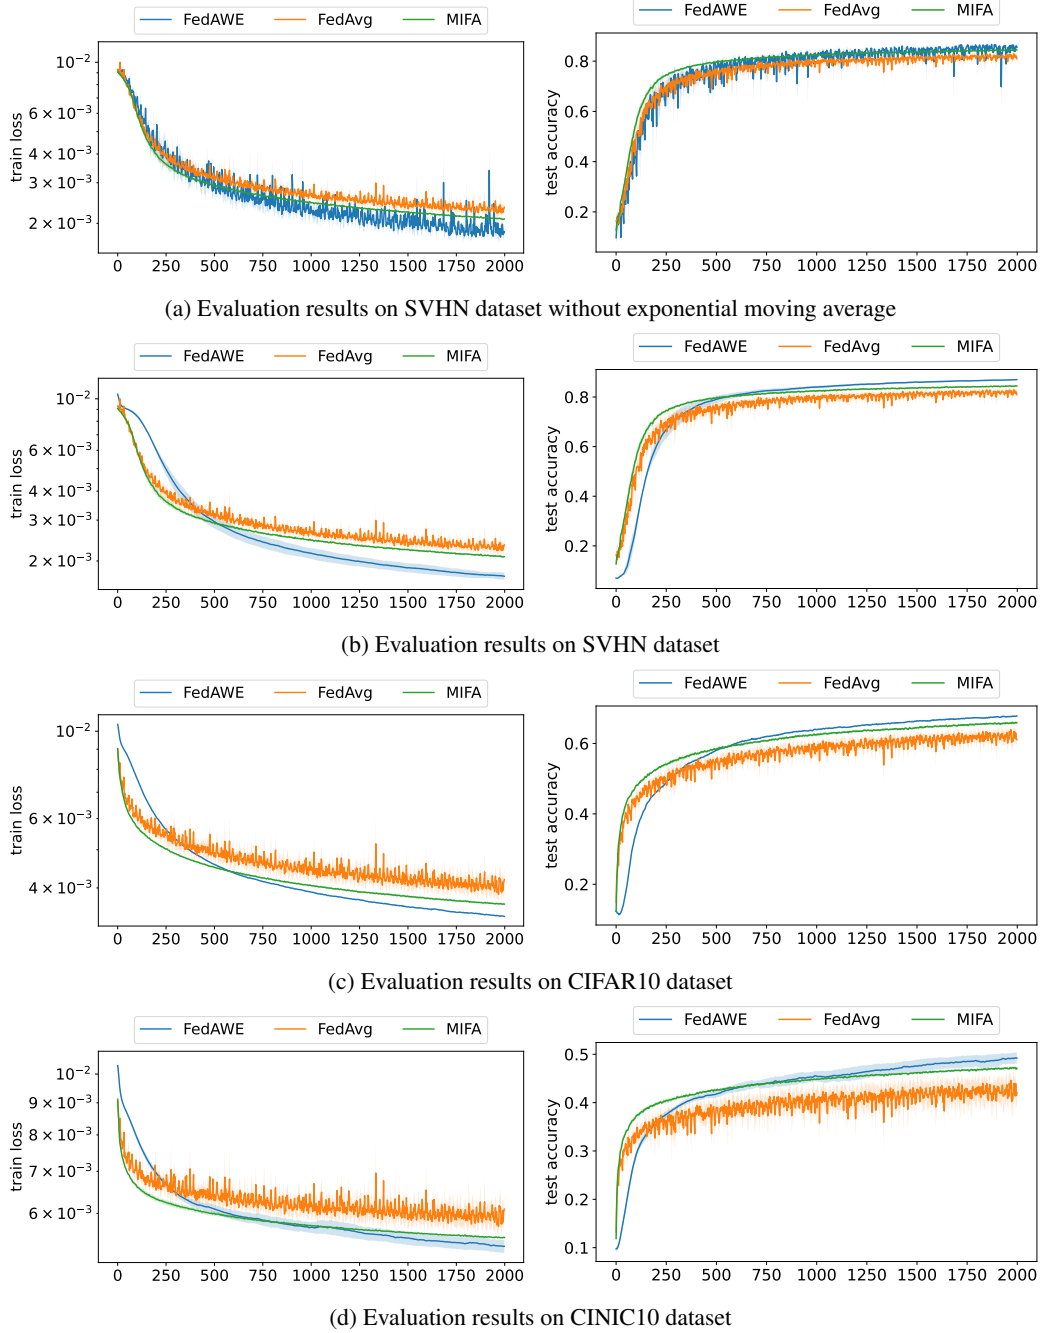 FedAWE FedAvg MIFA
FedAWE FedAvg MIFA
train loss
10⁻²
6 × 10⁻³
4 × 10⁻³
3 × 10⁻³
2 × 10⁻³
0 250 500 750 1000 1250 1500 1750 2000
test accuracy
0.8
0.6
0.4
0.2
0 250 500 750 1000 1250 1500 1750 2000
(a) Evaluation results on SVHN dataset without exponential moving average
FedAWE FedAvg MIFA
FedAWE FedAvg MIFA
train loss
10⁻²
6 × 10⁻³
4 × 10⁻³
3 × 10⁻³
2 × 10⁻³
0 250 500 750 1000 1250 1500 1750 2000
test accuracy
0.8
0.6
0.4
0.2
0 250 500 750 1000 1250 1500 1750 2000
(b) Evaluation results on SVHN dataset
FedAWE FedAvg MIFA
FedAWE FedAvg MIFA
train loss
10⁻²
6 × 10⁻³
4 × 10⁻³
0 250 500 750 1000 1250 1500 1750 2000
test accuracy
0.6
0.4
0.2
0 250 500 750 1000 1250 1500 1750 2000
(c) Evaluation results on CIFAR10 dataset
FedAWE FedAvg MIFA
FedAWE FedAvg MIFA
train loss
10⁻²
9 × 10⁻³
8 × 10⁻³
7 × 10⁻³
6 × 10⁻³
0 250 500 750 1000 1250 1500 1750 2000
test accuracy
0.5
0.4
0.3
0.2
0.1
0 250 500 750 1000 1250 1500 1750 2000
(d) Evaluation results on CINIC10 dataset